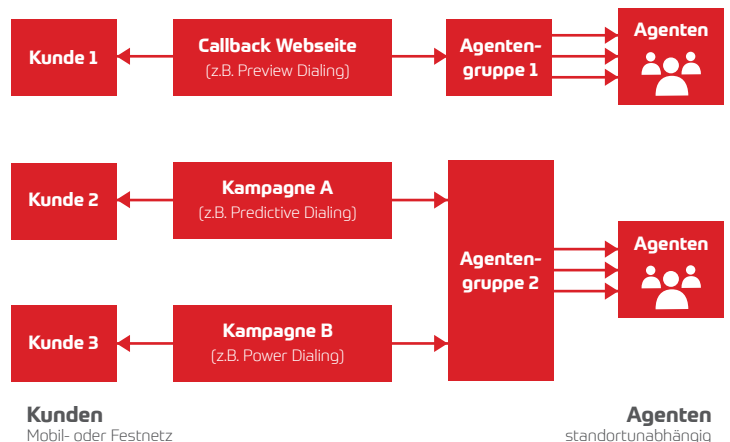 Kunde 1
Callback Webseite
(z.B. Preview Dialing)
Agenten-
gruppe 1
Agenten
Kunde 2
Kampagne A
(z.B. Predictive Dialing)
Agenten-
gruppe 2
Agenten
Kunde 3
Kampagne B
(z.B. Power Dialing)
Kunden
Mobil- oder Festnetz
Agenten
standortunabhängig